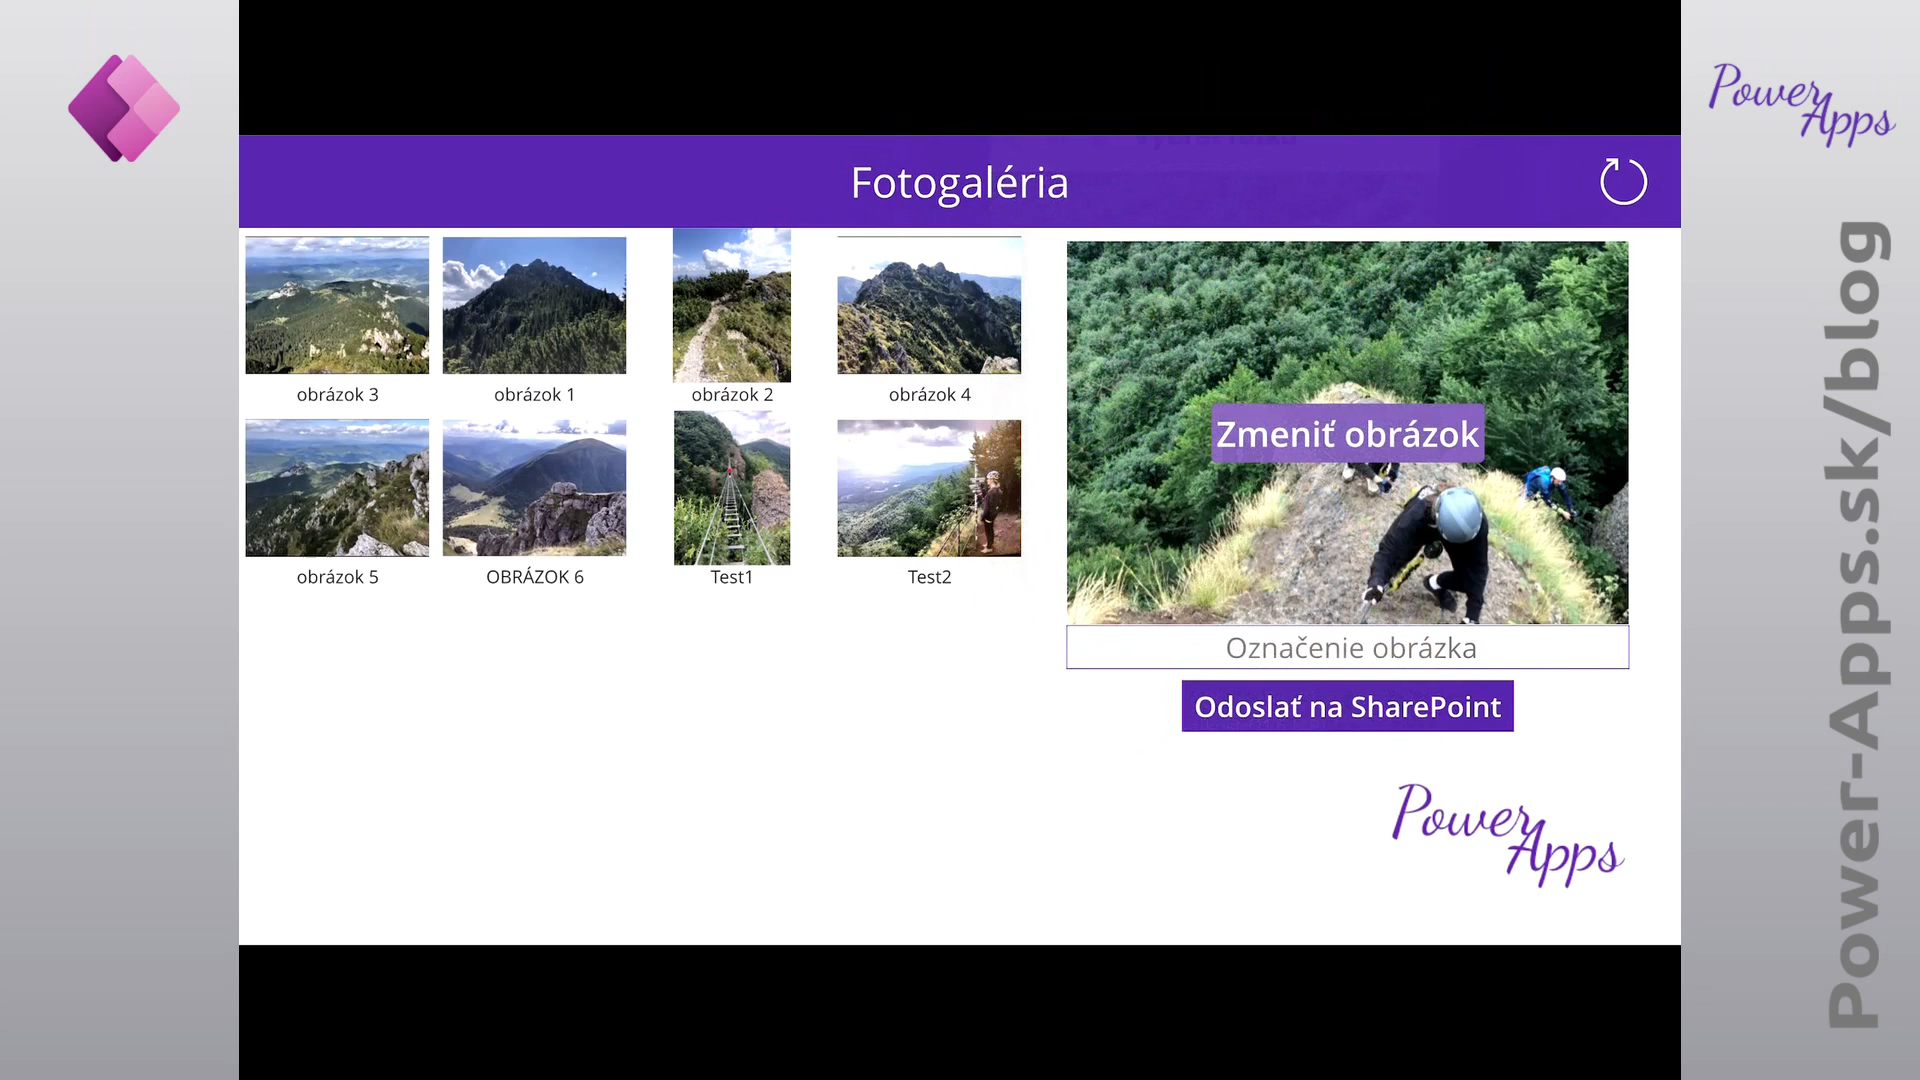 Power
Apps
Fotogaléria
obrázok 3
obrázok 1
obrázok 2
obrázok 4
Zmeniť obrázok
obrázok 5
OBRÁZOK 6
Test1
Test2
Označenie obrázka
Odoslať na SharePoint
Power
Apps
Power-Apps.sk/blog